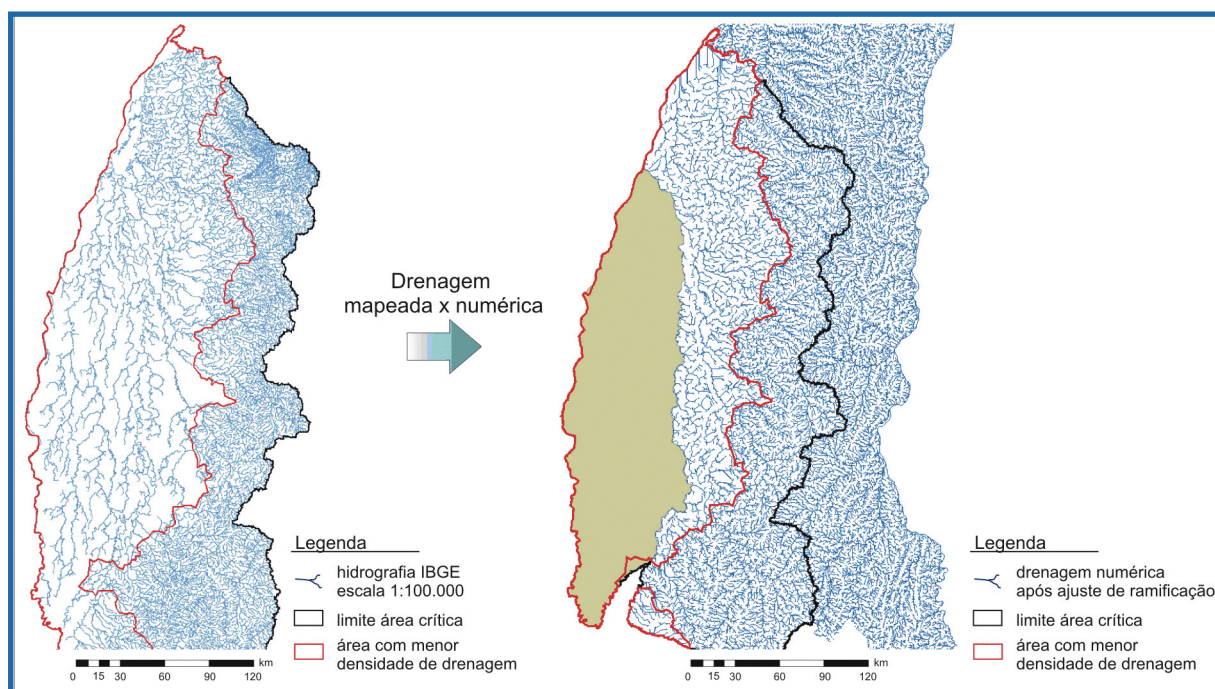 Drenagem
mapeada x numérica
Legenda
hidrografia IBGE
escala 1:100.000
limite área crítica
área com menor
densidade de drenagem
km
0 15 30 60 90 120
Legenda
drenagem numérica
após ajuste de ramificação
limite área crítica
área com menor
densidade de drenagem
km
0 15 30 60 90 120